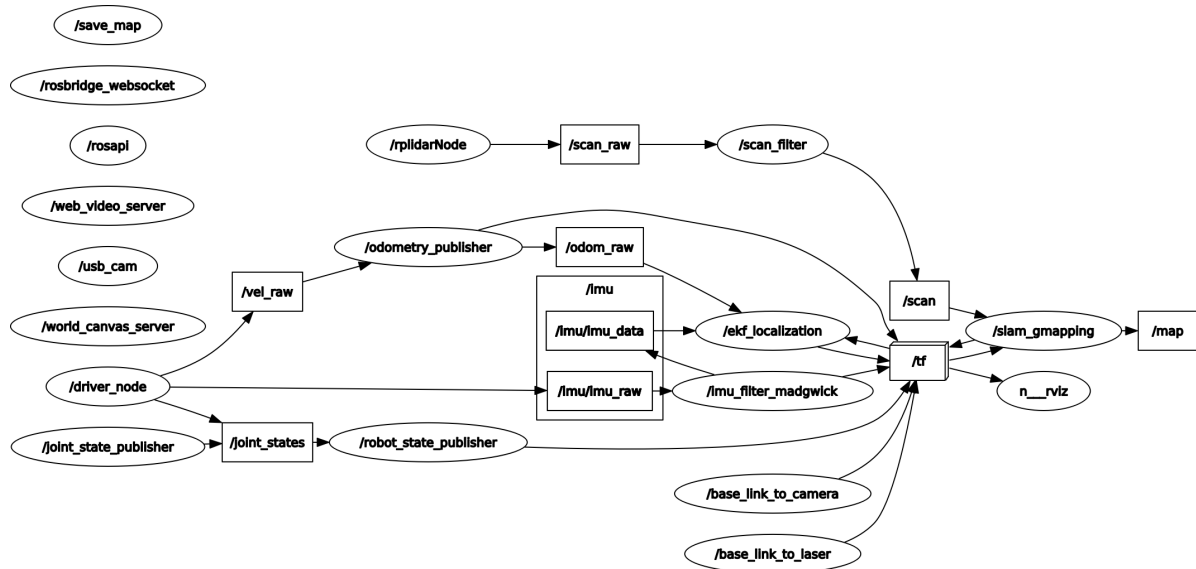 /save_map
/rosbridge_websocket
/rosapi
/web_video_server
/usb_cam
/world_canvas_server
/driver_node
/joint_state_publisher
/vel_raw
/joint_states
/rplidarNode
/odometry_publisher
/robot_state_publisher
/scan_raw
/odom_raw
/imu
/imu/imu_data
/imu/imu_raw
/scan_filter
/ekf_localization
/imu_filter_madgwick
/base_link_to_camera
/base_link_to_laser
/scan
/tf
/slam_gmapping
n___rviz
/map